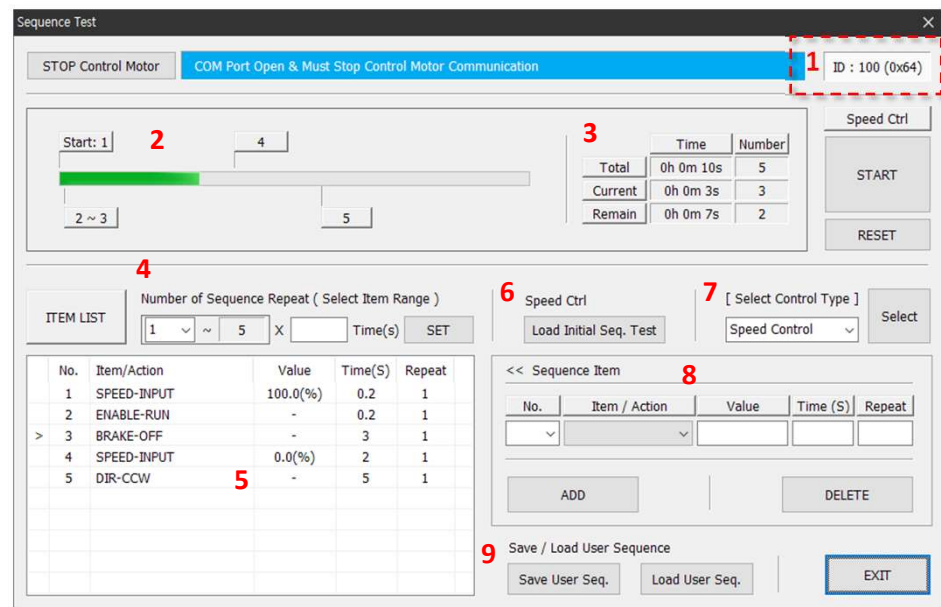 Sequence Test
STOP Control Motor
COM Port Open & Must Stop Control Motor Communication
1
ID : 100 (0x64)
Start: 1
2
4
2 ~ 3
5
3
Time Number
Total 0h 0m 10s 5
Current 0h 0m 3s 3
Remain 0h 0m 7s 2
Speed Ctrl
START
RESET
4
ITEM LIST
Number of Sequence Repeat ( Select Item Range )
1 ~ 5 X Time(s) SET
6
Speed Ctrl
Load Initial Seq. Test
7
[ Select Control Type ]
Speed Control
Select
No. Item/Action Value Time(S) Repeat
1 SPEED-INPUT 100.0(%) 0.2 1
2 ENABLE-RUN - 0.2 1
> 3 BRAKE-OFF - 3 1
4 SPEED-INPUT 0.0(%) 2 1
5 DIR-CCW - 5 1
5
<< Sequence Item
8
No. Item / Action Value Time (S) Repeat
ADD
DELETE
9
Save / Load User Sequence
Save User Seq.
Load User Seq.
EXIT